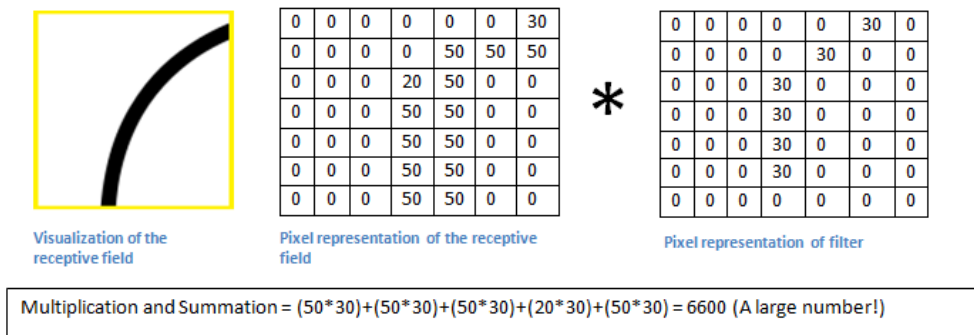 0 0 0 0 0 0 30
0 0 0 0 50 50 50
0 0 0 20 50 0 0
0 0 0 50 50 0 0
0 0 0 50 50 0 0
0 0 0 50 50 0 0
0 0 0 50 50 0 0
*
0 0 0 0 0 30 0
0 0 0 0 30 0 0
0 0 0 30 0 0 0
0 0 0 30 0 0 0
0 0 0 30 0 0 0
0 0 0 30 0 0 0
0 0 0 0 0 0 0
Visualization of the
receptive field
Pixel representation of the receptive
field
Pixel representation of filter
Multiplication and Summation = (50*30)+(50*30)+(50*30)+(20*30)+(50*30) = 6600 (A large number!)